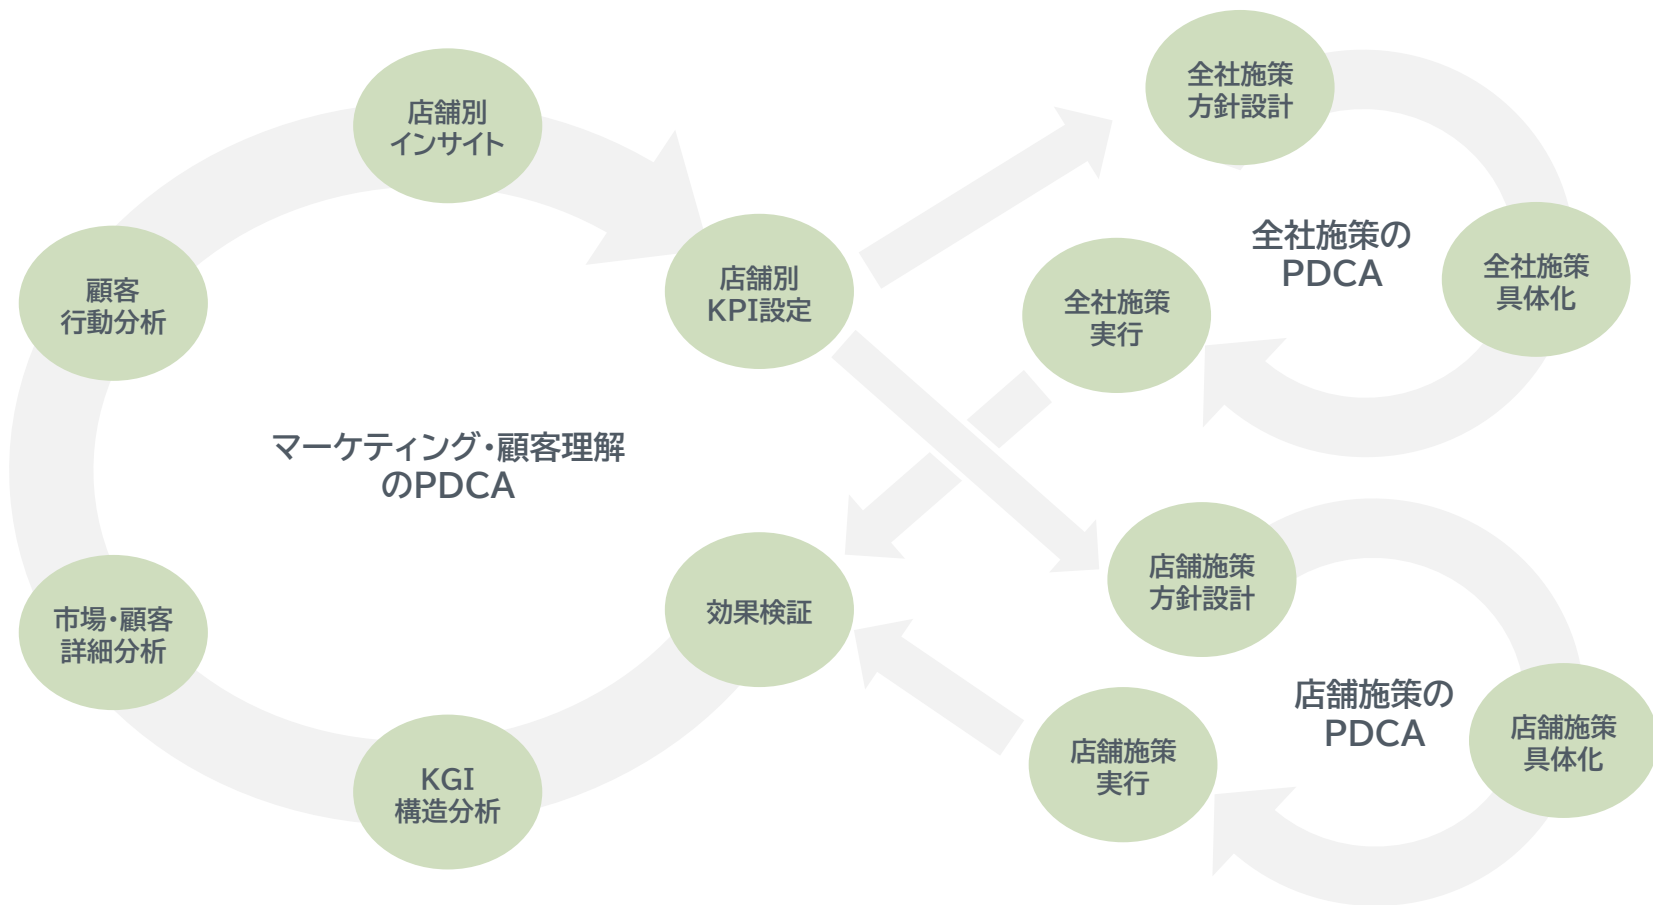 店舗別
インサイト
顧客
行動分析
店舗別
KPI設定
マーケティング・顧客理解
のPDCA
市場・顧客
詳細分析
効果検証
KGI
構造分析
全社施策
方針設計
全社施策の
PDCA
全社施策
具体化
全社施策
実行
店舗施策
方針設計
店舗施策の
PDCA
店舗施策
具体化
店舗施策
実行